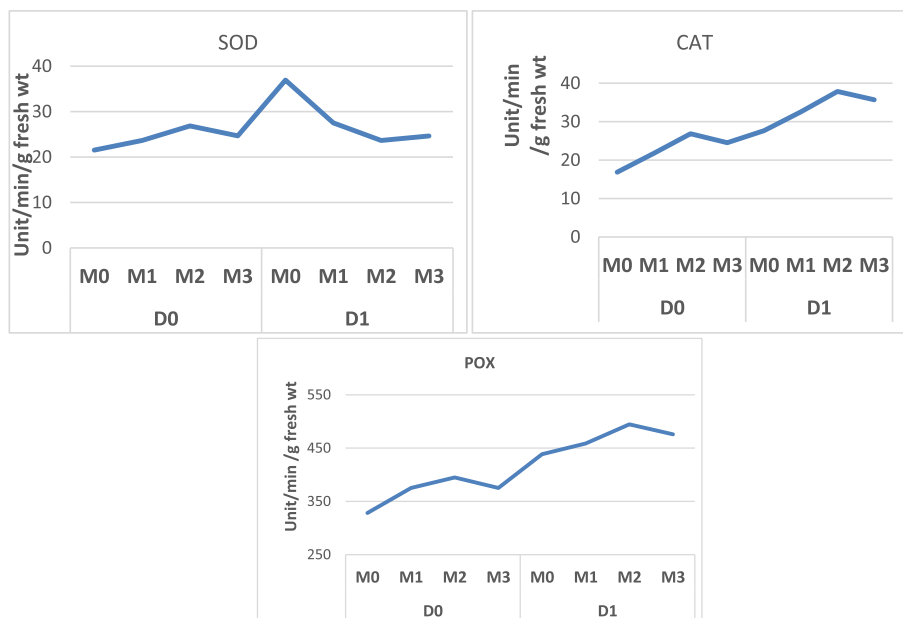 SOD
Unit/min/g fresh wt
40
30
20
10
0
M0 M1 M2 M3 M0 M1 M2 M3
D0 D1
CAT
Unit/min
/g fresh wt
40
30
20
10
0
M0 M1 M2 M3 M0 M1 M2 M3
D0 D1
POX
Unit/min /g fresh wt
550
450
350
250
M0 M1 M2 M3 M0 M1 M2 M3
D0 D1